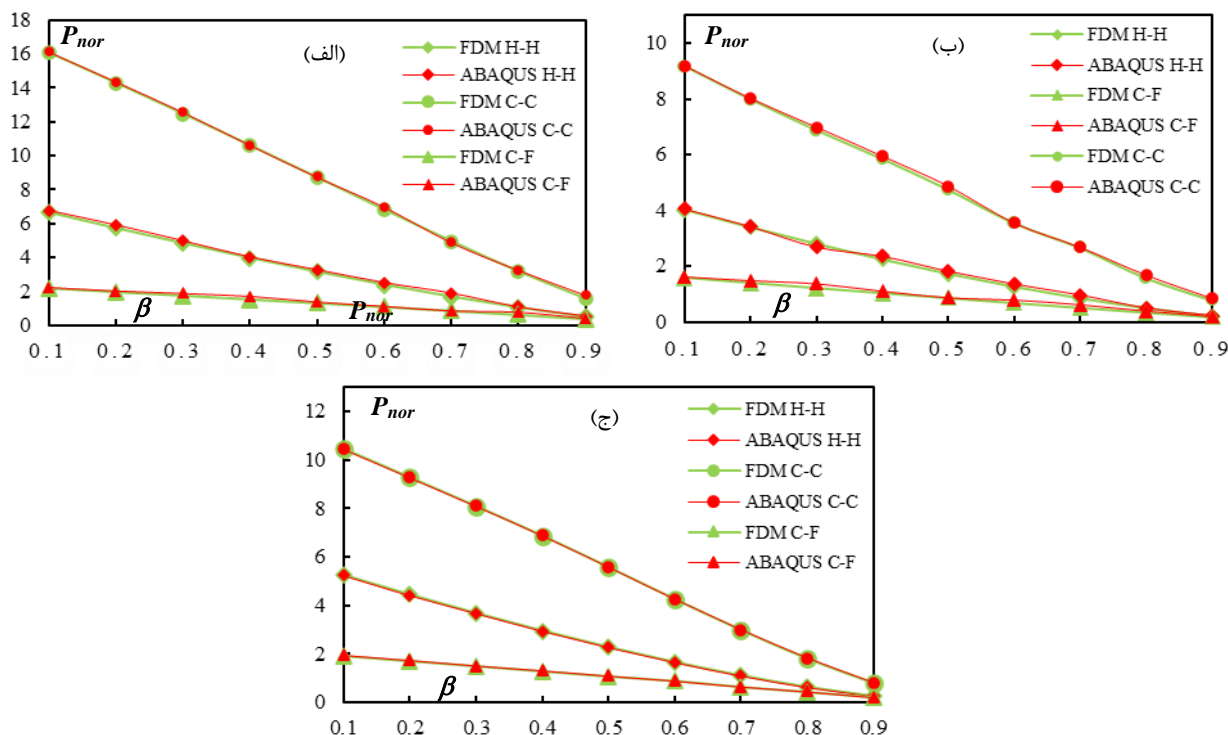 P_nor
(الف)
18
16
14
12
10
8
6
4
2
0
FDM H-H
ABAQUS H-H
FDM C-C
ABAQUS C-C
FDM C-F
ABAQUS C-F
β
P_nor
0.1 0.2 0.3 0.4 0.5 0.6 0.7 0.8 0.9
P_nor
(ب)
10
8
6
4
2
0
FDM H-H
ABAQUS H-H
FDM C-F
ABAQUS C-F
FDM C-C
ABAQUS C-C
β
0.1 0.2 0.3 0.4 0.5 0.6 0.7 0.8 0.9
P_nor
(ج)
12
10
8
6
4
2
0
FDM H-H
ABAQUS H-H
FDM C-C
ABAQUS C-C
FDM C-F
ABAQUS C-F
β
0.1 0.2 0.3 0.4 0.5 0.6 0.7 0.8 0.9